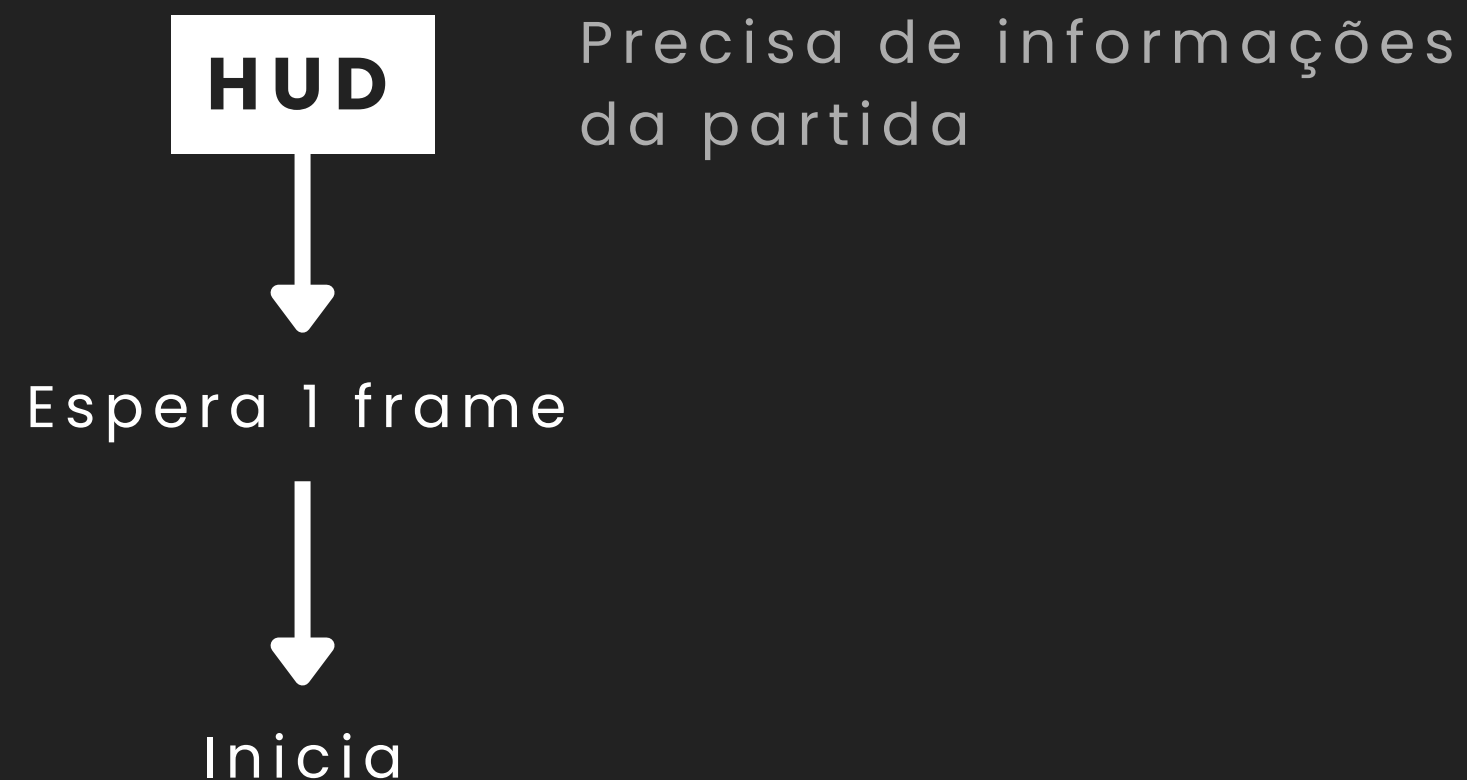 HUD
Precisa de informações
da partida
Espera 1 frame
Inicia